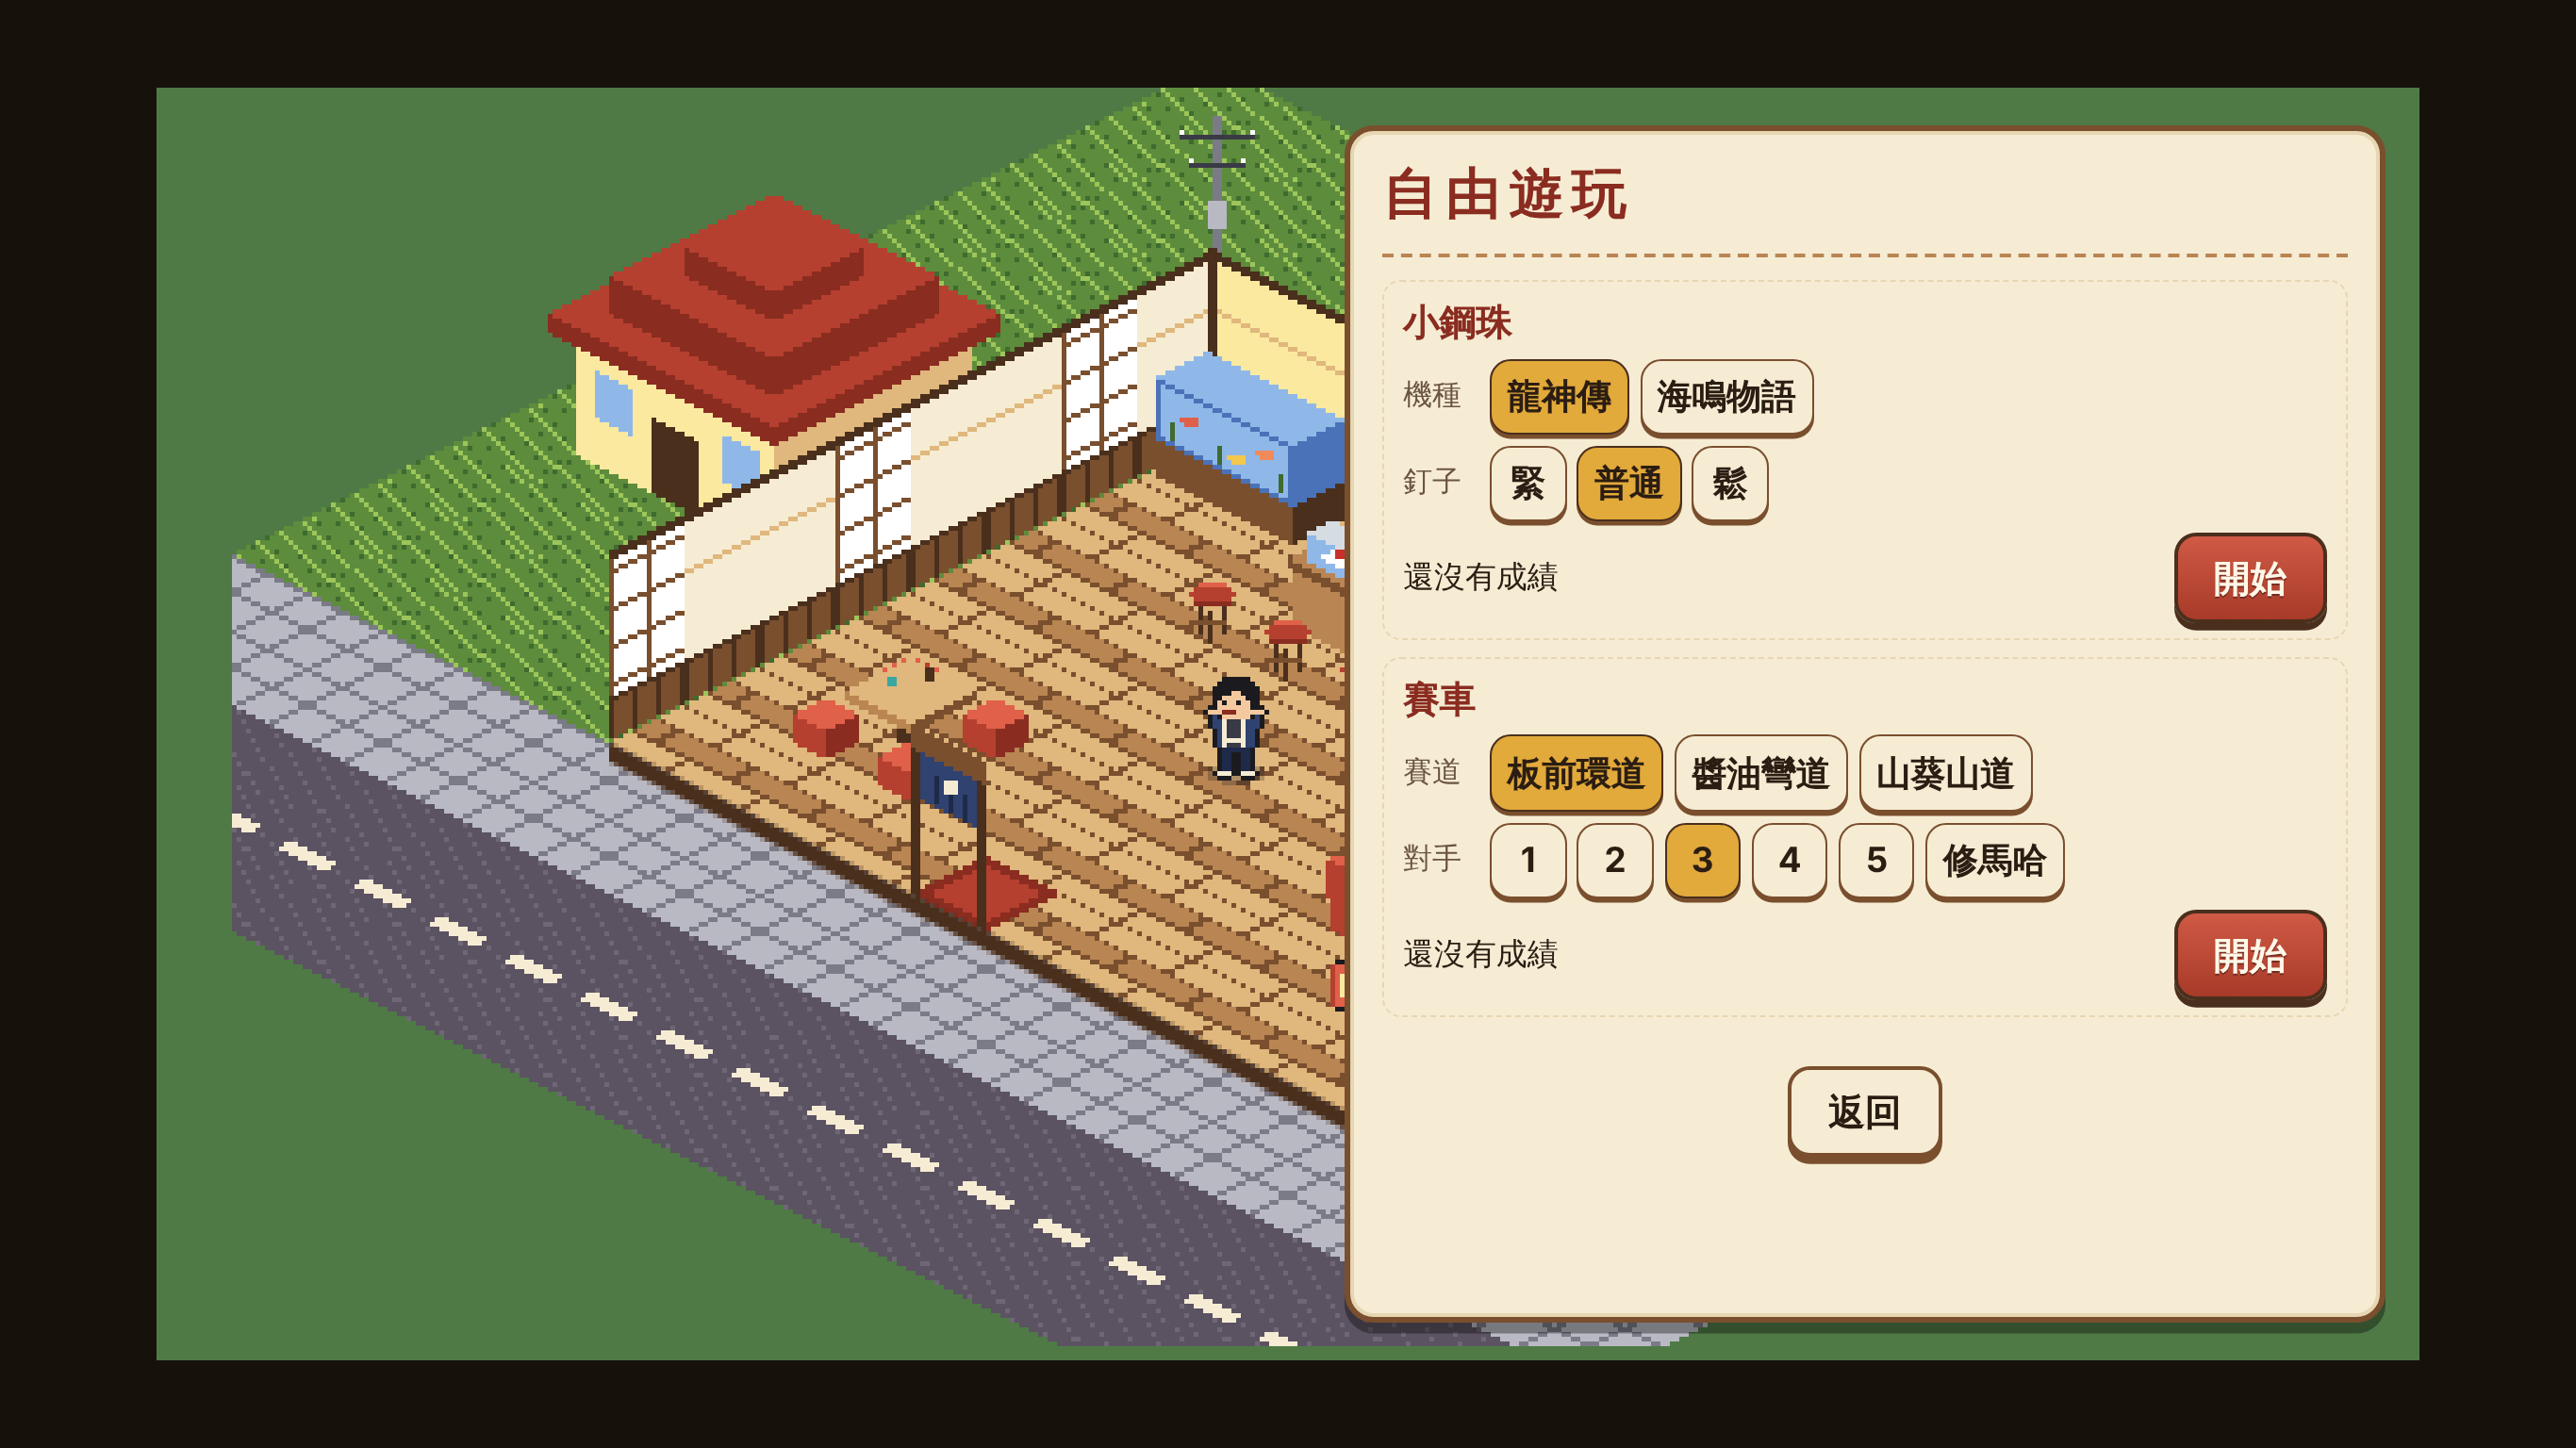 自由遊玩
小鋼珠
機種 龍神傳 海鳴物語
釘子 緊 普通 鬆
還沒有成績 開始
賽車
賽道 板前環道 醬油彎道 山葵山道
對手 1 2 3 4 5 修馬哈
還沒有成績 開始
返回